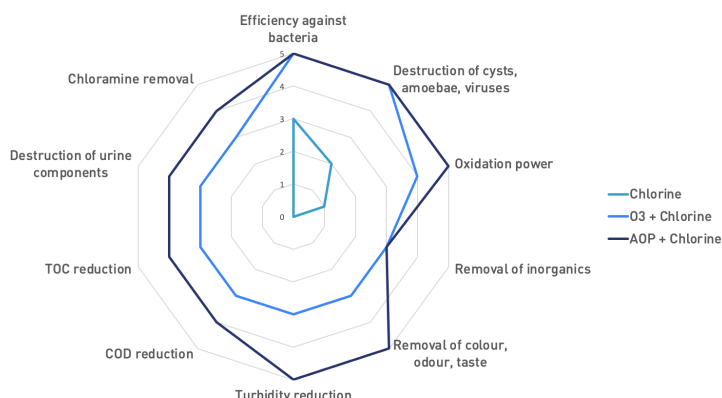 Efficiency against
bacteria
Destruction of cysts,
amoebae, viruses
Oxidation power
Removal of inorganics
Removal of colour,
odour, taste
Turbidity reduction
COD reduction
TOC reduction
Destruction of urine
components
Chloramine removal
5
4
3
2
1
0
Chlorine
O3 + Chlorine
AOP + Chlorine